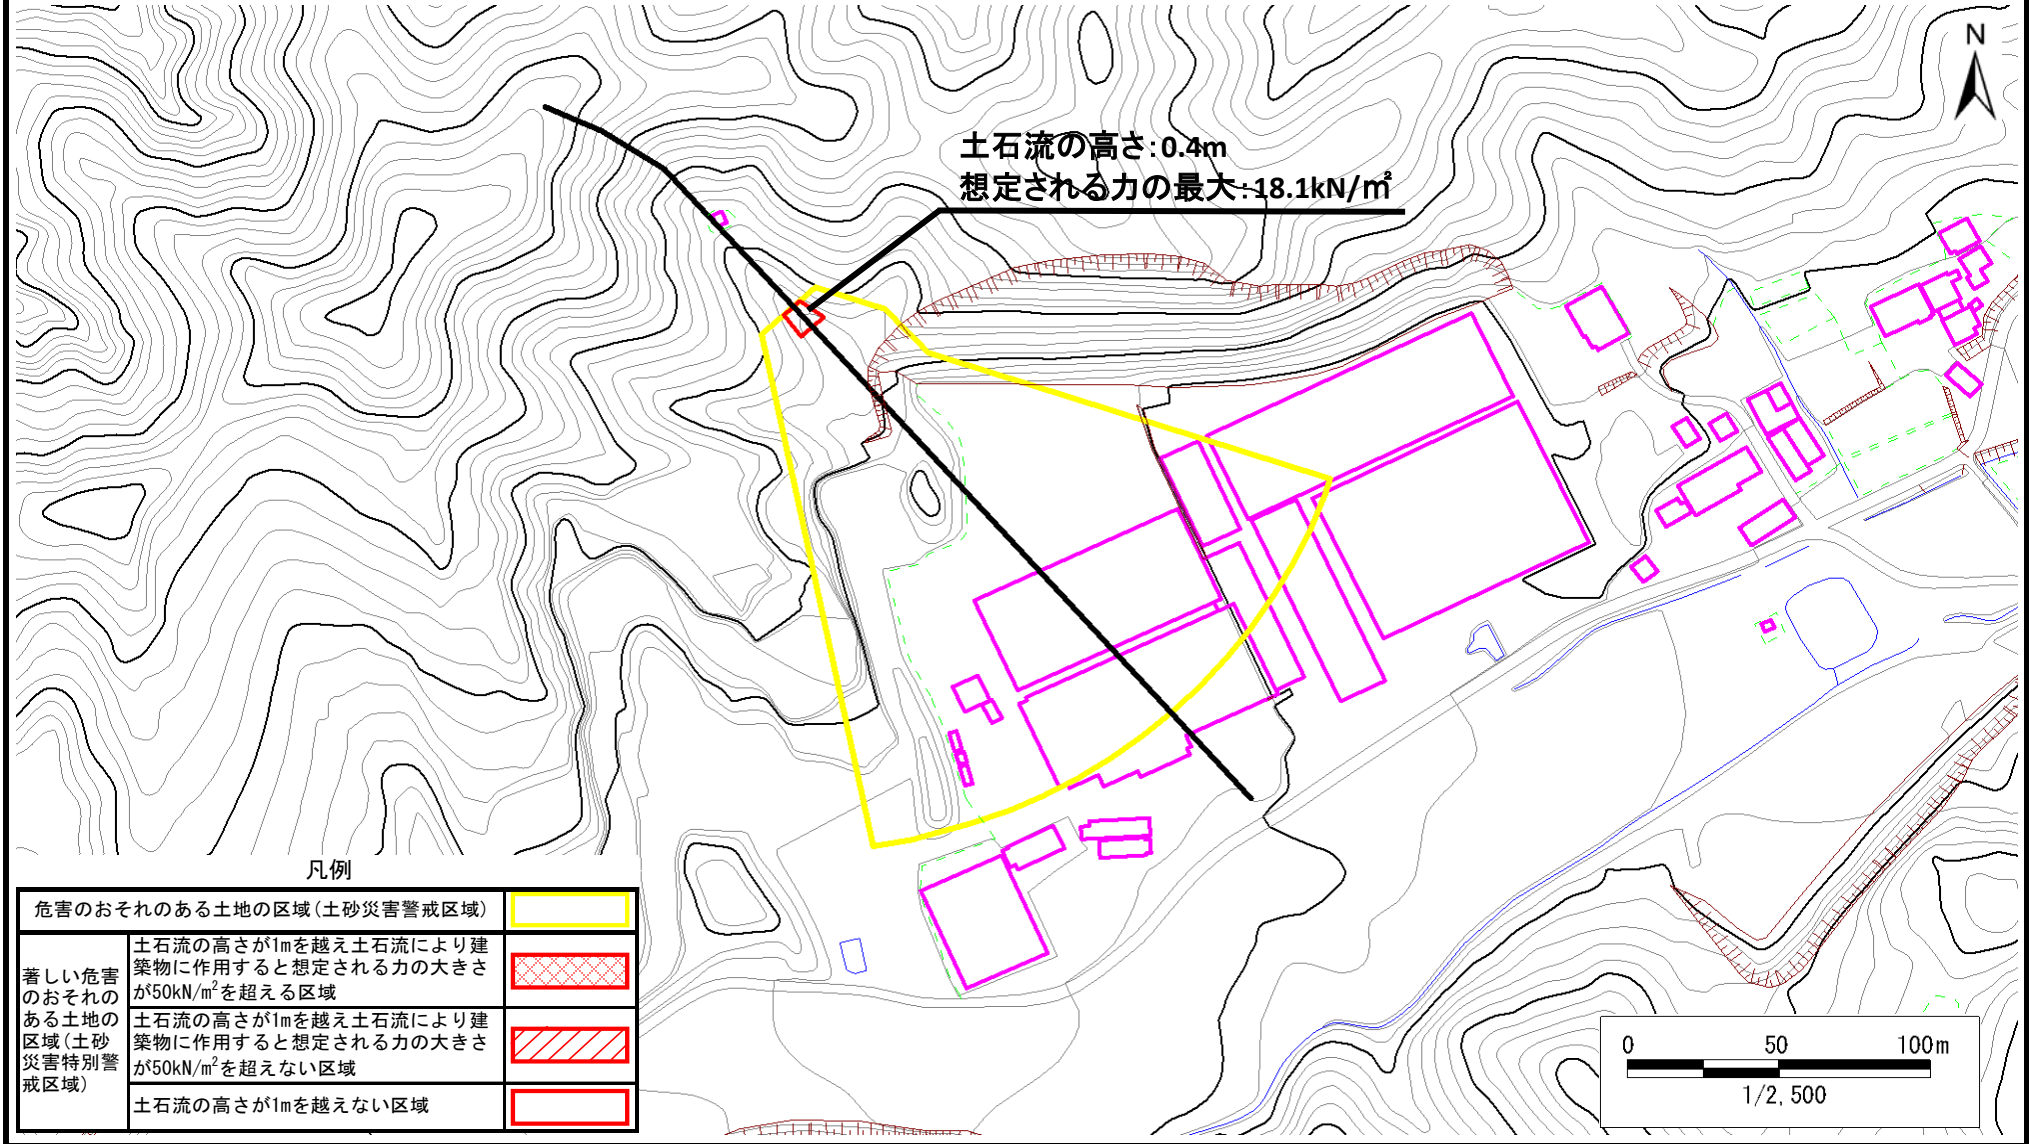 N
土石流の高さ:0.4m
想定される力の最大:18.1kN/㎡
凡例
危害のおそれのある土地の区域(土砂災害警戒区域)
著しい危害
のおそれの
ある土地の
区域(土砂
災害特別警
戒区域)
土石流の高さが1mを越え土石流により建
築物に作用すると想定される力の大きさ
が50kN/m²を超える区域
土石流の高さが1mを越え土石流により建
築物に作用すると想定される力の大きさ
が50kN/m²を超えない区域
土石流の高さが1mを越えない区域
0 50 100m
1/2,500